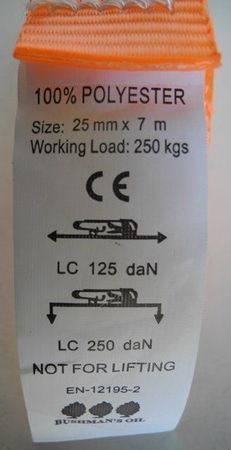 100% POLYESTER
Size: 25 mm x 7 m
Working Load: 250 kgs
CE
LC 125 daN
LC 250 daN
NOT FOR LIFTING
EN-12195-2
BUSHMAN'S OIL